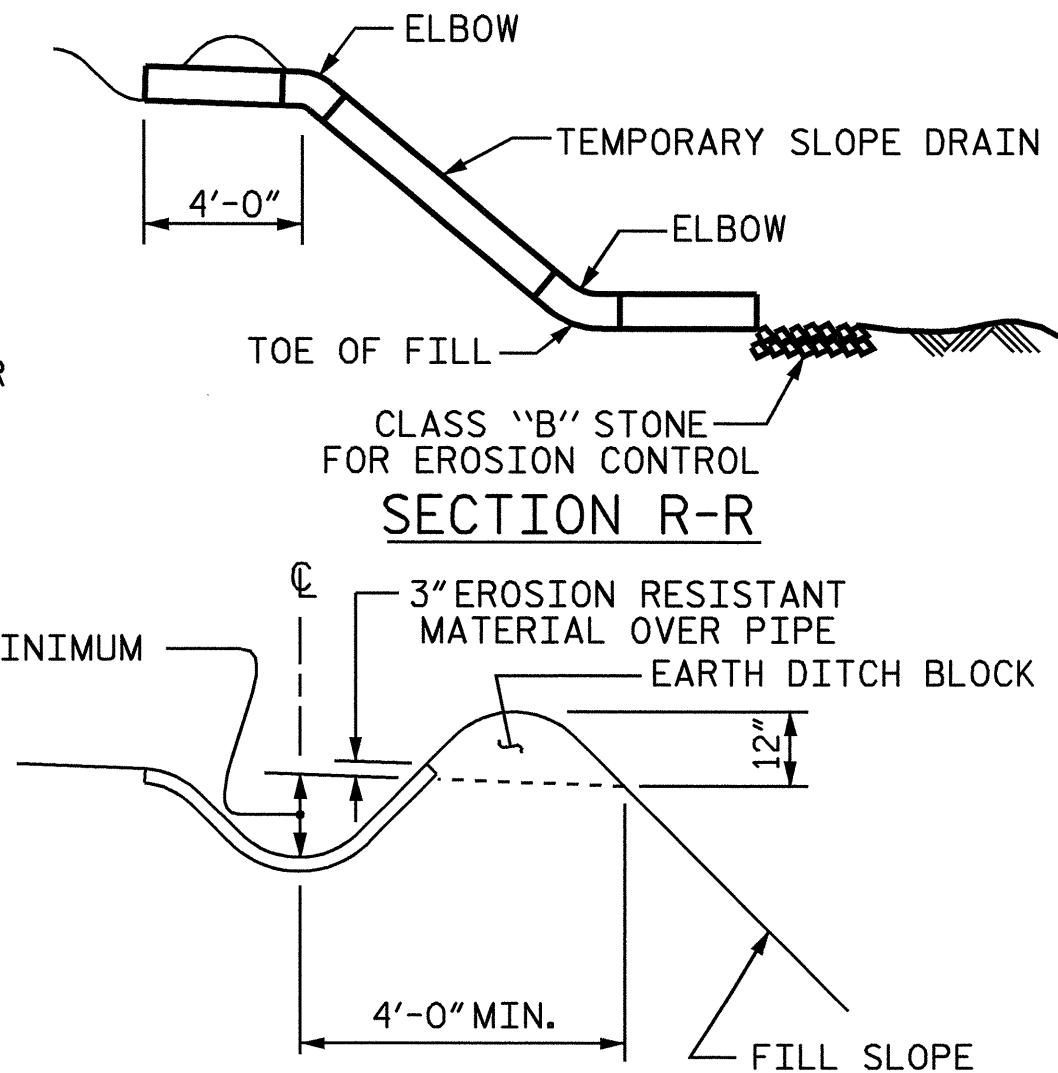 ELBOW
TEMPORARY SLOPE DRAIN
4'-0"
ELBOW
TOE OF FILL
R
CLASS "B" STONE
FOR EROSION CONTROL
SECTION R-R
℄
3" EROSION RESISTANT
MATERIAL OVER PIPE
INIMUM
EARTH DITCH BLOCK
12"
4'-0" MIN.
FILL SLOPE